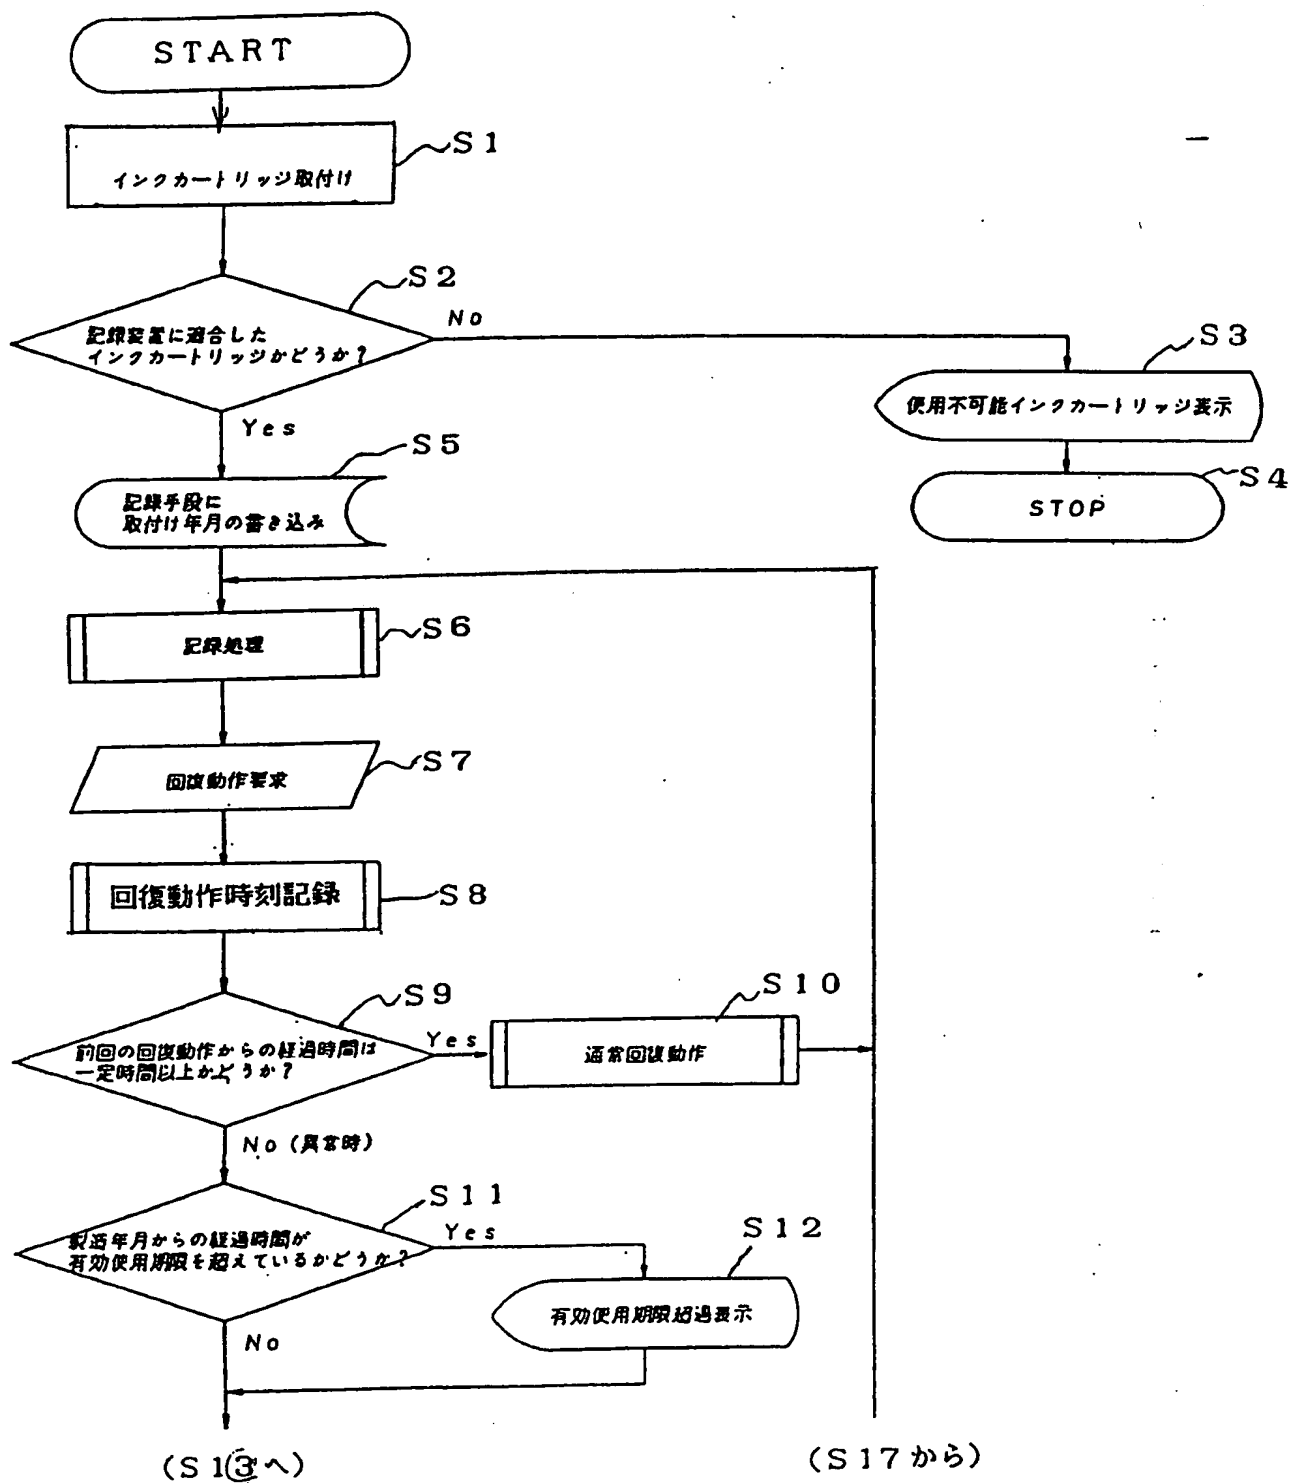 START
S1
インクカートリッジ取付け
S2
記録装置に適合した
インクカートリッジかどうか?
No
S3
使用不可能インクカートリッジ表示
Yes
S4
STOP
S5
記録手段に
取付け年月の書き込み
S6
記録処理
S7
回復動作要求
S8
回復動作時刻記録
S9
前回の回復動作からの経過時間は
一定時間以上かどうか?
Yes
S10
通常回復動作
No(異常時)
S11
製造年月からの経過時間が
有効使用期限を超えているかどうか?
Yes
S12
有効使用期限超過表示
No
(S13へ)
(S17から)